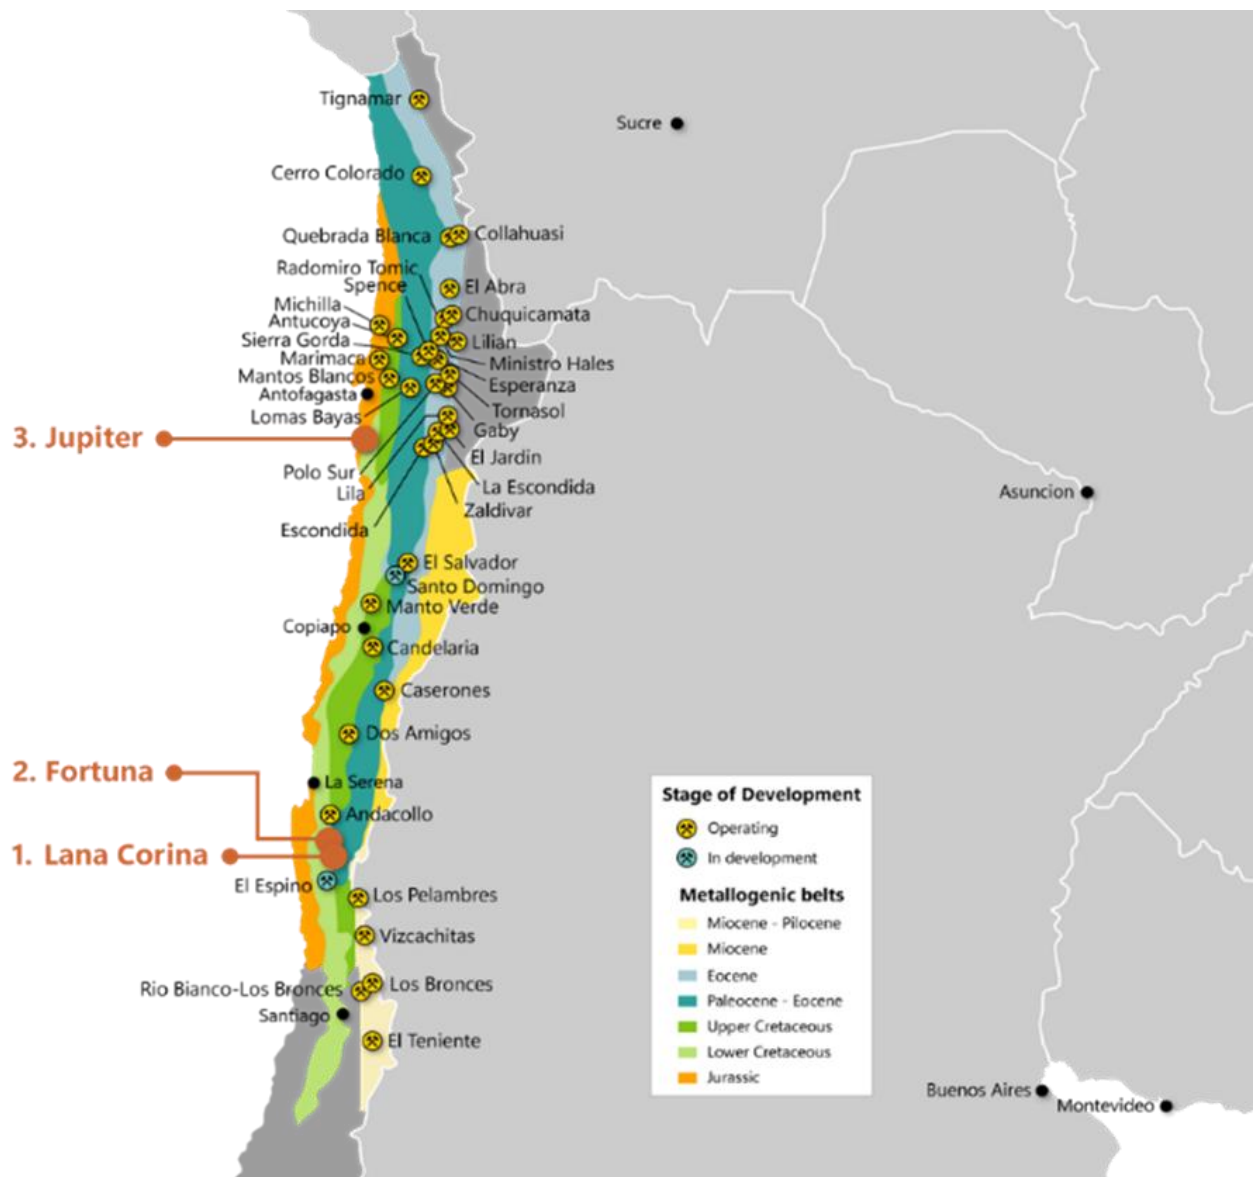 Tignamar
Sucre
Cerro Colorado
Quebrada Blanca
Collahuasi
Radomiro Tomic
Spence
El Abra
Michilla
Chuquicamata
Antucoya
Sierra Gorda
Lilian
Marimaca
Ministro Hales
Mantos Blancos
Esperanza
Antofagasta
Lomas Bayas
Tornasol
3. Jupiter
Gaby
El Jardin
Polo Sur
Lila
La Escondida
Asuncion
Zaldivar
Escondida
El Salvador
Santo Domingo
Manto Verde
Copiapo
Candelaria
Caserones
Dos Amigos
2. Fortuna
La Serena
Andacollo
1. Lana Corina
El Espino
Los Pelambres
Vizcachitas
Rio Bianco-Los Bronces
Los Bronces
Santiago
El Teniente
Stage of Development
Operating
In development
Metallogenic belts
Miocene - Pilocene
Miocene
Eocene
Paleocene - Eocene
Upper Cretaceous
Lower Cretaceous
Jurassic
Buenos Aires
Montevideo